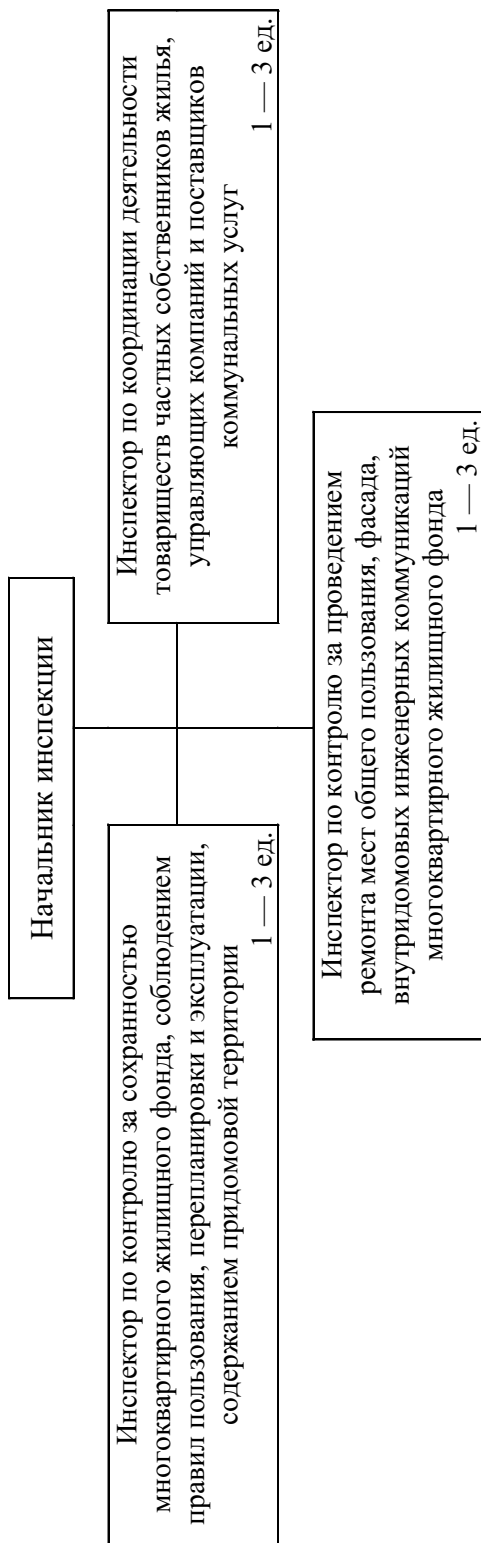 Начальник инспекции
Инспектор по контролю за сохранностью
многоквартирного жилищного фонда, соблюдением
правил пользования, перепланировки и эксплуатации,
содержанием придомовой территории
1 — 3 ед.
Инспектор по координации деятельности
товариществ частных собственников жилья,
управляющих компаний и поставщиков
коммунальных услуг
1 — 3 ед.
Инспектор по контролю за проведением
ремонта мест общего пользования, фасада,
внутридомовых инженерных коммуникаций
многоквартирного жилищного фонда
1 — 3 ед.